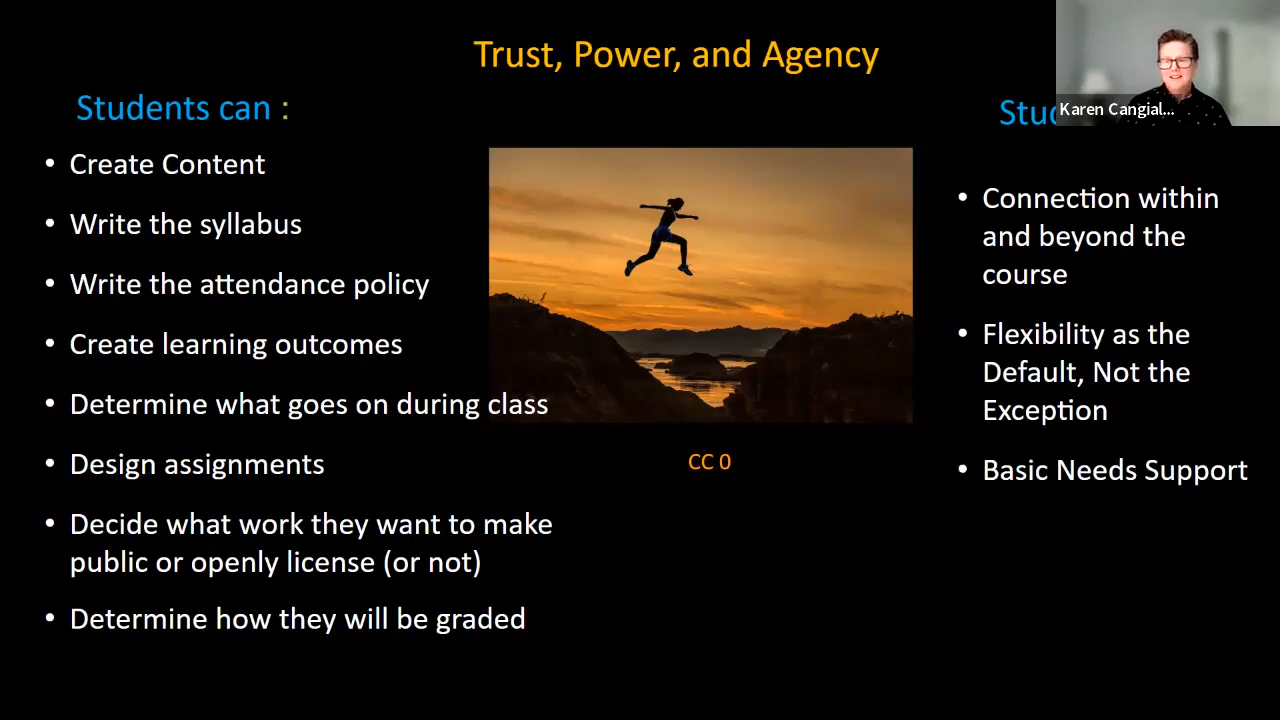 Trust, Power, and Agency
Students can :
• Create Content
• Write the syllabus
• Write the attendance policy
• Create learning outcomes
• Determine what goes on during class
• Design assignments
• Decide what work they want to make
public or openly license (or not)
• Determine how they will be graded
CC 0
Karen Cangial...
• Connection within
and beyond the
course
• Flexibility as the
Default, Not the
Exception
• Basic Needs Support